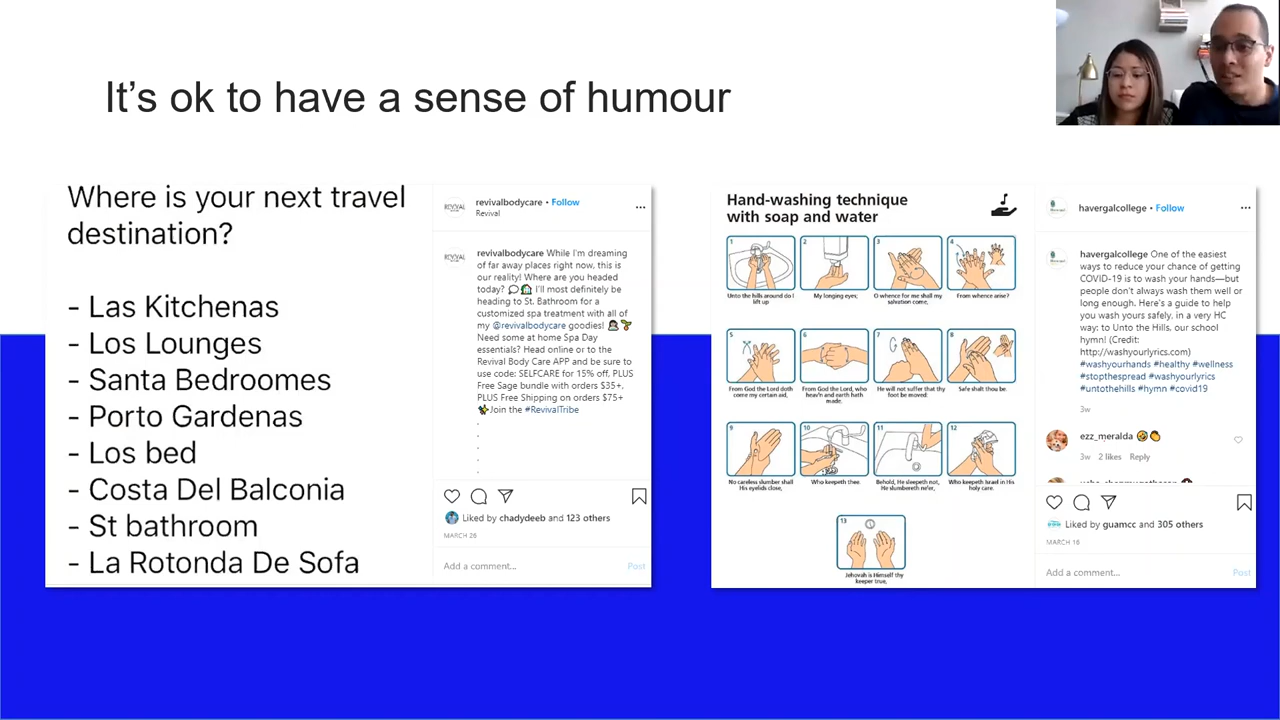 It's ok to have a sense of humour
Where is your next travel
destination?
- Las Kitchenas
- Los Lounges
- Santa Bedroomes
- Porto Gardenas
- Los bed
- Costa Del Balconia
- St bathroom
- La Rotonda De Sofa
REVIVAL
revivalbodycare • Follow
Revival
...
REVIVAL
revivalbodycare While I'm dreaming
of far away places right now, this is
our reality! Where are you headed
today? 💭🏡 I'll most definitely be
heading to St. Bathroom for a
customized spa treatment with all of
my @revivalbodycare goodies!
Need some at home Spa Day
essentials? Head online or to the
Revival Body Care APP and be sure to
use code: SELFCARE for 15% off, PLUS
Free Sage bundle with orders $35+,
PLUS Free Shipping on orders $75+
✨Join the #RevivalTribe
.
.
.
.
.
Liked by chadydeeb and 123 others
MARCH 26
Add a comment...
Post
Hand-washing technique
with soap and water
1
Unto the hills around do I
lift up
2
My longing eyes;
3
O whence for me shall my
salvation come,
4
From whence arise?
5
From God the Lord doth
come my certain aid,
6
From God the Lord, who
heav'n and earth hath
made.
7
He will not suffer that thy
foot be moved:
8
Safe shalt thou be.
9
No careless slumber shall
His eyelids close,
10
Who keepeth thee.
11
Behold, He sleepeth not,
He slumbereth ne'er,
12
Who keepeth Israel in His
holy care.
13
Jehovah is Himself thy
keeper true,
havergalcollege • Follow
...
havergalcollege One of the easiest
ways to reduce your chance of getting
COVID-19 is to wash your hands—but
people don't always wash them well or
long enough. Here's a guide to help
you wash yours safely, in a very HC
way: to Unto the Hills, our school
hymn! (Credit:
http://washyourlyrics.com)
#washyourhands #healthy #wellness
#stopthespread #washyourlyrics
#untothehills #hymn #covid19
3w
ezz_meralda 🤣👏
3w 2 likes Reply
Liked by guamcc and 305 others
MARCH 16
Add a comment...
Post